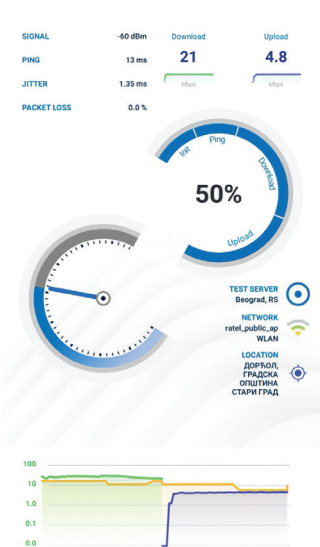 SIGNAL -60 dBm Download Upload
PING 13 ms 21 4.8
JITTER 1.35 ms Mbps Mbps
PACKET LOSS 0.0 %
Init Ping Download Upload
50%
TEST SERVER
Beograd, RS
NETWORK
ratel_public_ap
WLAN
LOCATION
ДОРЋОЛ,
ГРАДСКА
ОПШТИНА
СТАРИ ГРАД
100
10
1.0
0.1
0.0